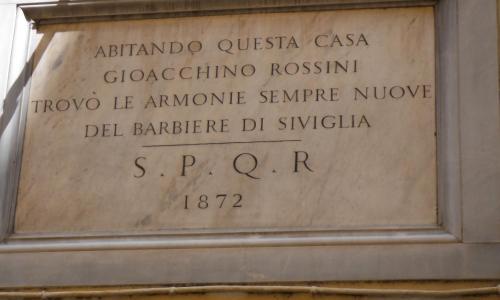 ABITANDO QUESTA CASA
GIOACCHINO ROSSINI
TROVÒ LE ARMONIE SEMPRE NUOVE
DEL BARBIERE DI SIVIGLIA
S. P. Q. R
1872